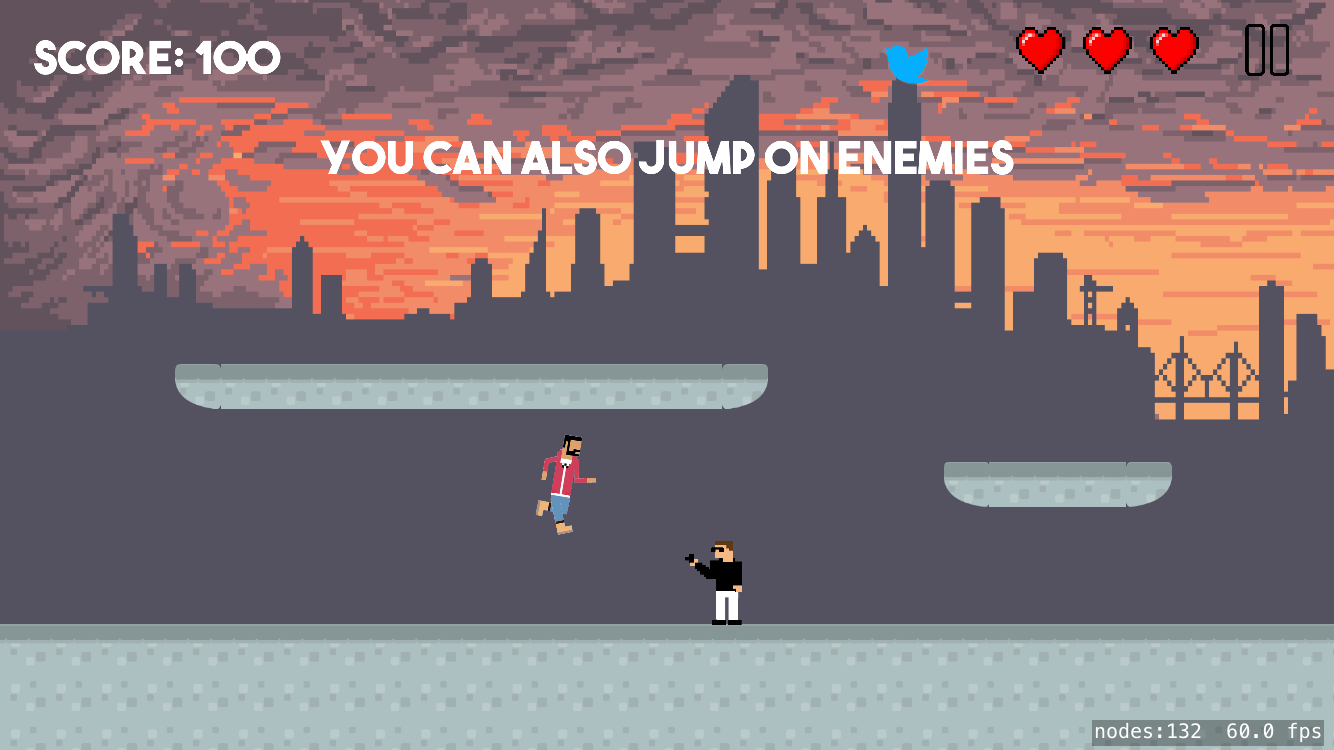 SCORE: 100
YOU CAN ALSO JUMP ON ENEMIES
nodes:132 60.0 fps